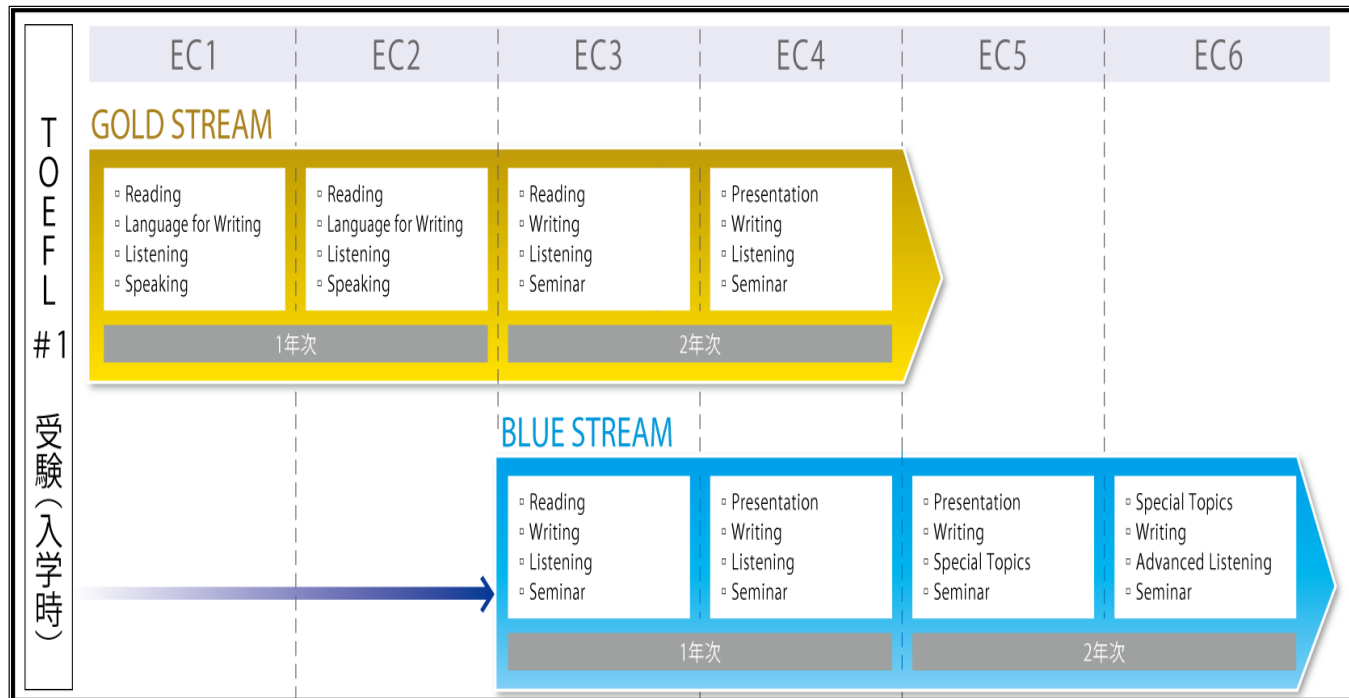 TOEFL #1 受験(入学時)
EC1
EC2
EC3
EC4
EC5
EC6
GOLD STREAM
▫ Reading
▫ Language for Writing
▫ Listening
▫ Speaking
▫ Reading
▫ Language for Writing
▫ Listening
▫ Speaking
▫ Reading
▫ Writing
▫ Listening
▫ Seminar
▫ Presentation
▫ Writing
▫ Listening
▫ Seminar
1年次
2年次
BLUE STREAM
▫ Reading
▫ Writing
▫ Listening
▫ Seminar
▫ Presentation
▫ Writing
▫ Listening
▫ Seminar
▫ Presentation
▫ Writing
▫ Special Topics
▫ Seminar
▫ Special Topics
▫ Writing
▫ Advanced Listening
▫ Seminar
1年次
2年次